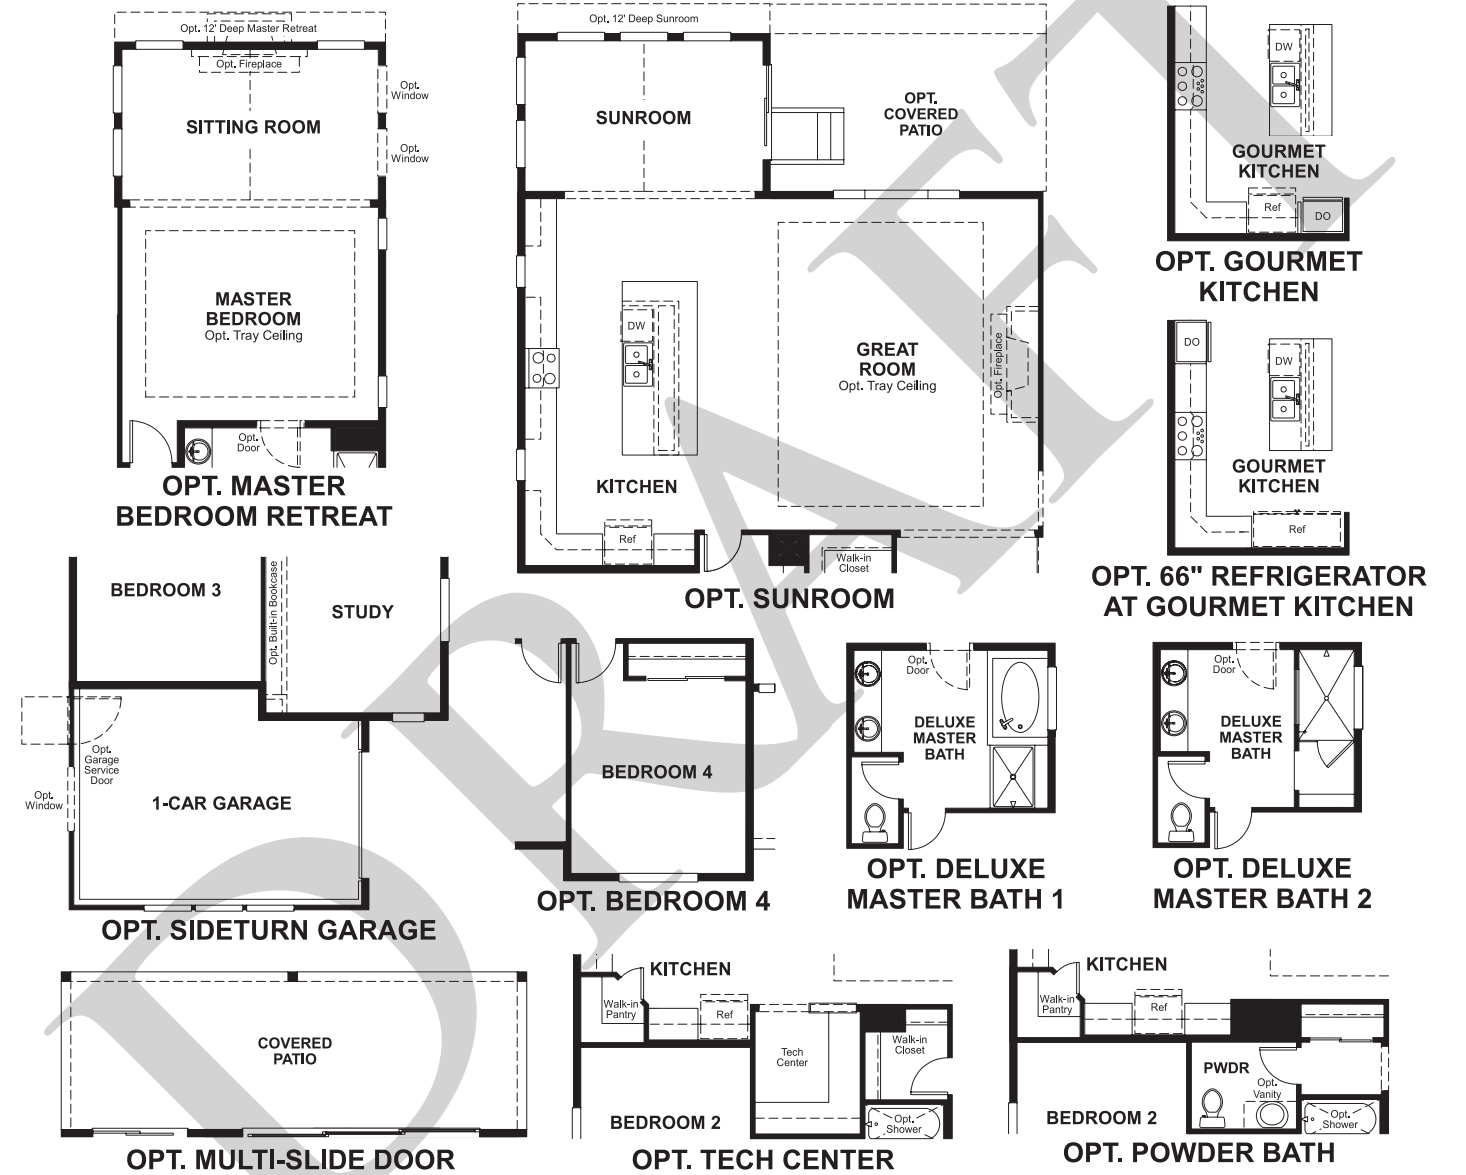 Opt. 12' Deep Master Retreat
Opt. Fireplace
Opt.
Window
SITTING ROOM
Opt.
Window
MASTER
BEDROOM
Opt. Tray Ceiling
Opt.
Door
OPT. MASTER
BEDROOM RETREAT
Opt. 12' Deep Sunroom
SUNROOM
OPT.
COVERED
PATIO
DW
GREAT
ROOM
Opt. Tray Ceiling
Opt. Fireplace
KITCHEN
Ref
Walk-in
Closet
OPT. SUNROOM
DW
GOURMET
KITCHEN
Ref
DO
OPT. GOURMET
KITCHEN
DO
DW
GOURMET
KITCHEN
Ref
OPT. 66" REFRIGERATOR
AT GOURMET KITCHEN
BEDROOM 3
Opt. Built-in Bookcase
STUDY
Opt.
Garage
Service
Door
Opt.
Window
1-CAR GARAGE
OPT. SIDETURN GARAGE
BEDROOM 4
OPT. BEDROOM 4
Opt.
Door
DELUXE
MASTER
BATH
OPT. DELUXE
MASTER BATH 1
Opt.
Door
DELUXE
MASTER
BATH
OPT. DELUXE
MASTER BATH 2
COVERED
PATIO
OPT. MULTI-SLIDE DOOR
KITCHEN
Walk-in
Pantry
Ref
Tech
Center
Walk-in
Closet
BEDROOM 2
Opt.
Shower
OPT. TECH CENTER
KITCHEN
Walk-in
Pantry
Ref
PWDR
Opt.
Vanity
BEDROOM 2
Opt.
Shower
OPT. POWDER BATH
DRAFT